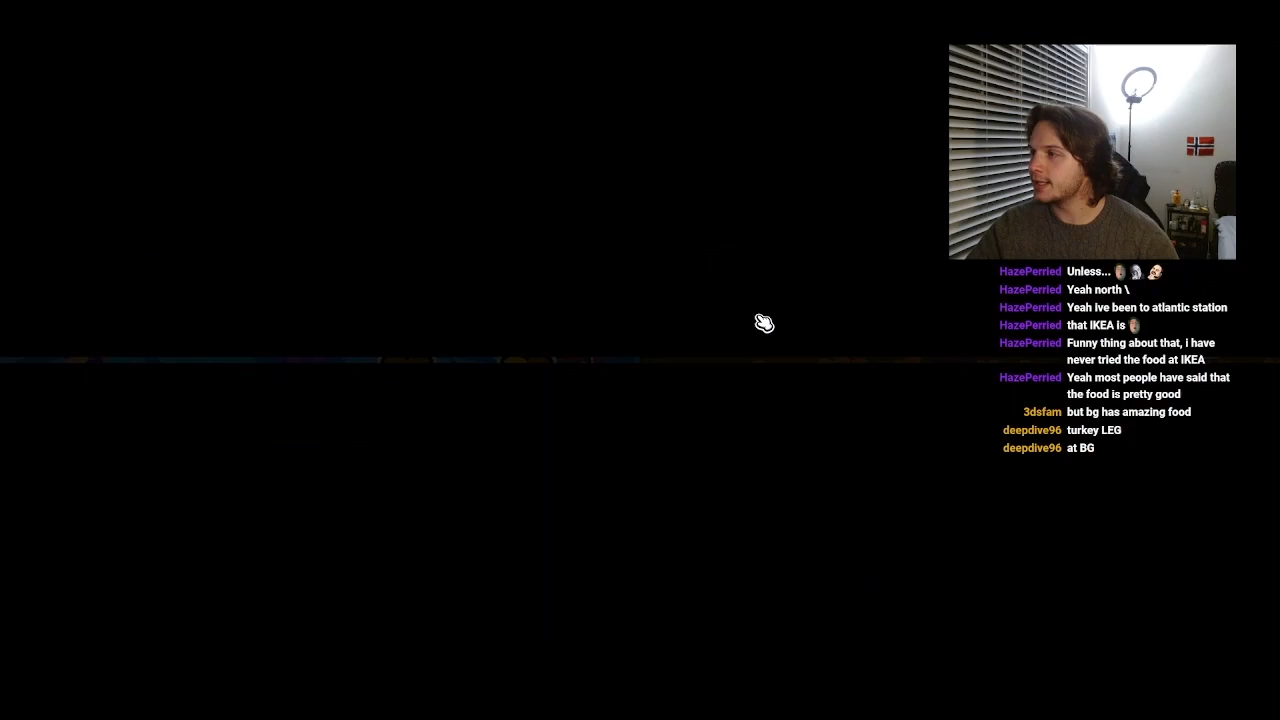 HazePerried Unless...
HazePerried Yeah north \
HazePerried Yeah ive been to atlantic station
HazePerried that IKEA is
HazePerried Funny thing about that, i have
never tried the food at IKEA
HazePerried Yeah most people have said that
the food is pretty good
3dsfam but bg has amazing food
deepdive96 turkey LEG
deepdive96 at BG